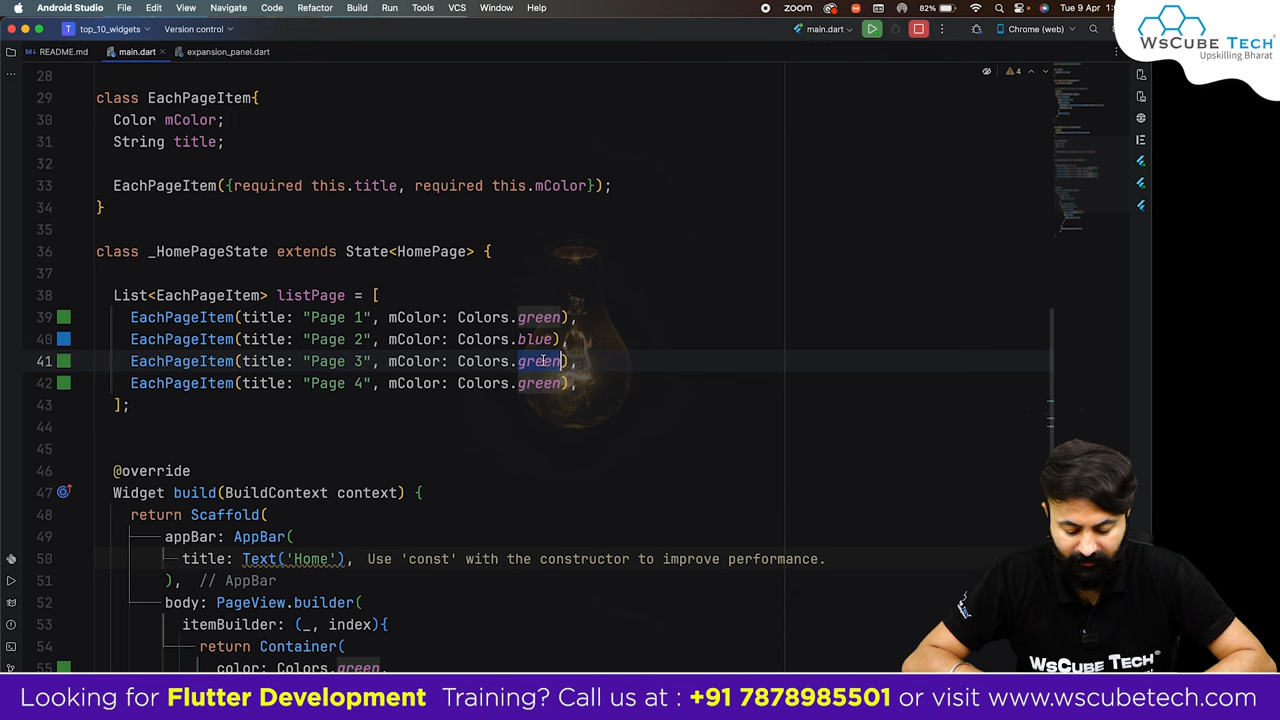 Android Studio File Edit View Navigate Code Refactor Build Run Tools VCS Window Help zoom 82% Tue 9 Apr
T top_10_widgets Version control main.dart Chrome (web)
README.md main.dart expansion_panel.dart
WsCube Tech
Upskilling Bharat
4
28
29 class EachPageItem{
30 Color mColor;
31 String title;
32
33 EachPageItem({required this.title, required this.mColor});
34 }
35
36 class _HomePageState extends State<HomePage> {
37
38 List<EachPageItem> listPage = [
39 EachPageItem(title: "Page 1", mColor: Colors.green),
40 EachPageItem(title: "Page 2", mColor: Colors.blue),
41 EachPageItem(title: "Page 3", mColor: Colors.green),
42 EachPageItem(title: "Page 4", mColor: Colors.green),
43 ];
44
45
46 @override
47 Widget build(BuildContext context) {
48 return Scaffold(
49 appBar: AppBar(
50 title: Text('Home'), Use 'const' with the constructor to improve performance.
51 ), // AppBar
52 body: PageView.builder(
53 itemBuilder: (_, index){
54 return Container(
55 color: Colors.green,
WsCube Tech
Looking for Flutter Development Training? Call us at : +91 7878985501 or visit www.wscubetech.com